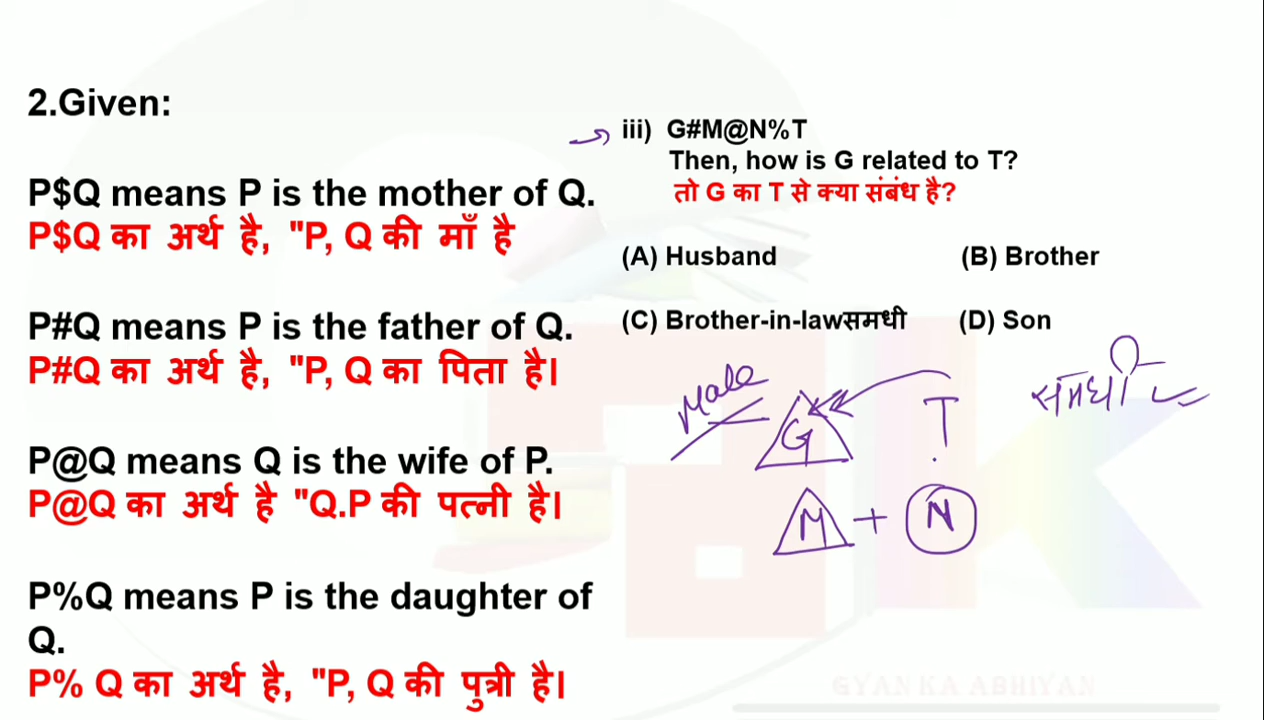 2.Given:
P$Q means P is the mother of Q.
P$Q का अर्थ है, "P, Q की माँ है
P#Q means P is the father of Q.
P#Q का अर्थ है, "P, Q का पिता है।
P@Q means Q is the wife of P.
P@Q का अर्थ है "Q.P की पत्नी है।
P%Q means P is the daughter of
Q.
P% Q का अर्थ है, "P, Q की पुत्री है।
iii) G#M@N%T
Then, how is G related to T?
तो G का T से क्या संबंध है?
(A) Husband
(B) Brother
(C) Brother-in-lawसमधी
(D) Son
Male
G
T
समधी
M + N
GYAN KA ABHIYAN